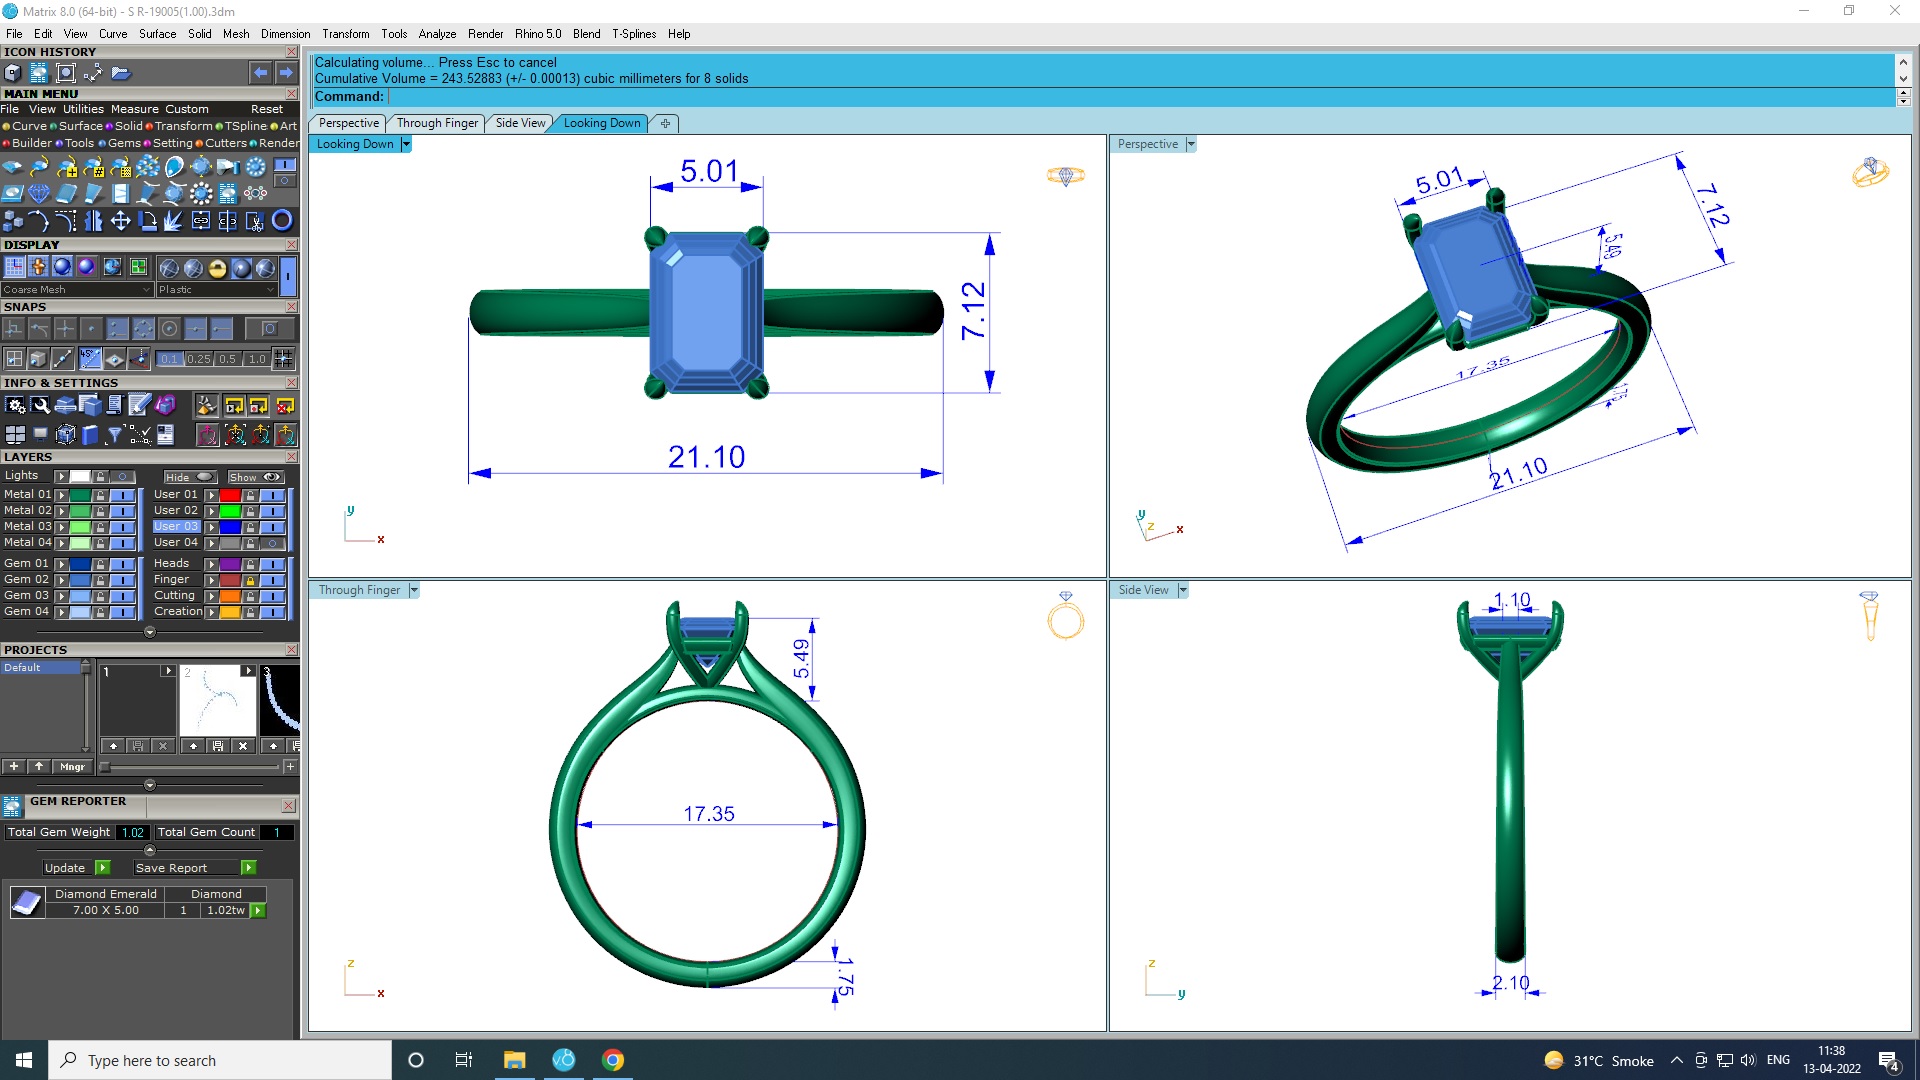 Matrix 8.0 (64-bit) - S R-19005(1.00).3dm
File Edit View Curve Surface Solid Mesh Dimension Transform Tools Analyze Render Rhino 5.0 Blend T-Splines Help
ICON HISTORY
MAIN MENU
File View Utilities Measure Custom Reset
Curve Surface Solid Transform TSpline Art
Builder Tools Gems Setting Cutters Render
DISPLAY
Coarse Mesh Plastic
SNAPS
0.1 0.25 0.5 1.0
INFO & SETTINGS
LAYERS
Lights Hide Show
Metal 01 User 01
Metal 02 User 02
Metal 03 User 03
Metal 04 User 04
Gem 01 Heads
Gem 02 Finger
Gem 03 Cutting
Gem 04 Creation
PROJECTS
Default 1 2 3
Mngr
GEM REPORTER
Total Gem Weight 1.02 Total Gem Count 1
Update Save Report
Diamond Emerald Diamond
7.00 X 5.00 1 1.02tw
Calculating volume... Press Esc to cancel
Cumulative Volume = 243.52883 (+/- 0.00013) cubic millimeters for 8 solids
Command:
Perspective Through Finger Side View Looking Down
Looking Down
5.01
7.12
21.10
y
x
Perspective
5.01
7.12
5.49
17.35
1.75
21.10
y
z
x
Through Finger
5.49
17.35
1.75
z
x
Side View
1.10
2.10
z
y
Type here to search
31°C Smoke
ENG
11:38
13-04-2022
4